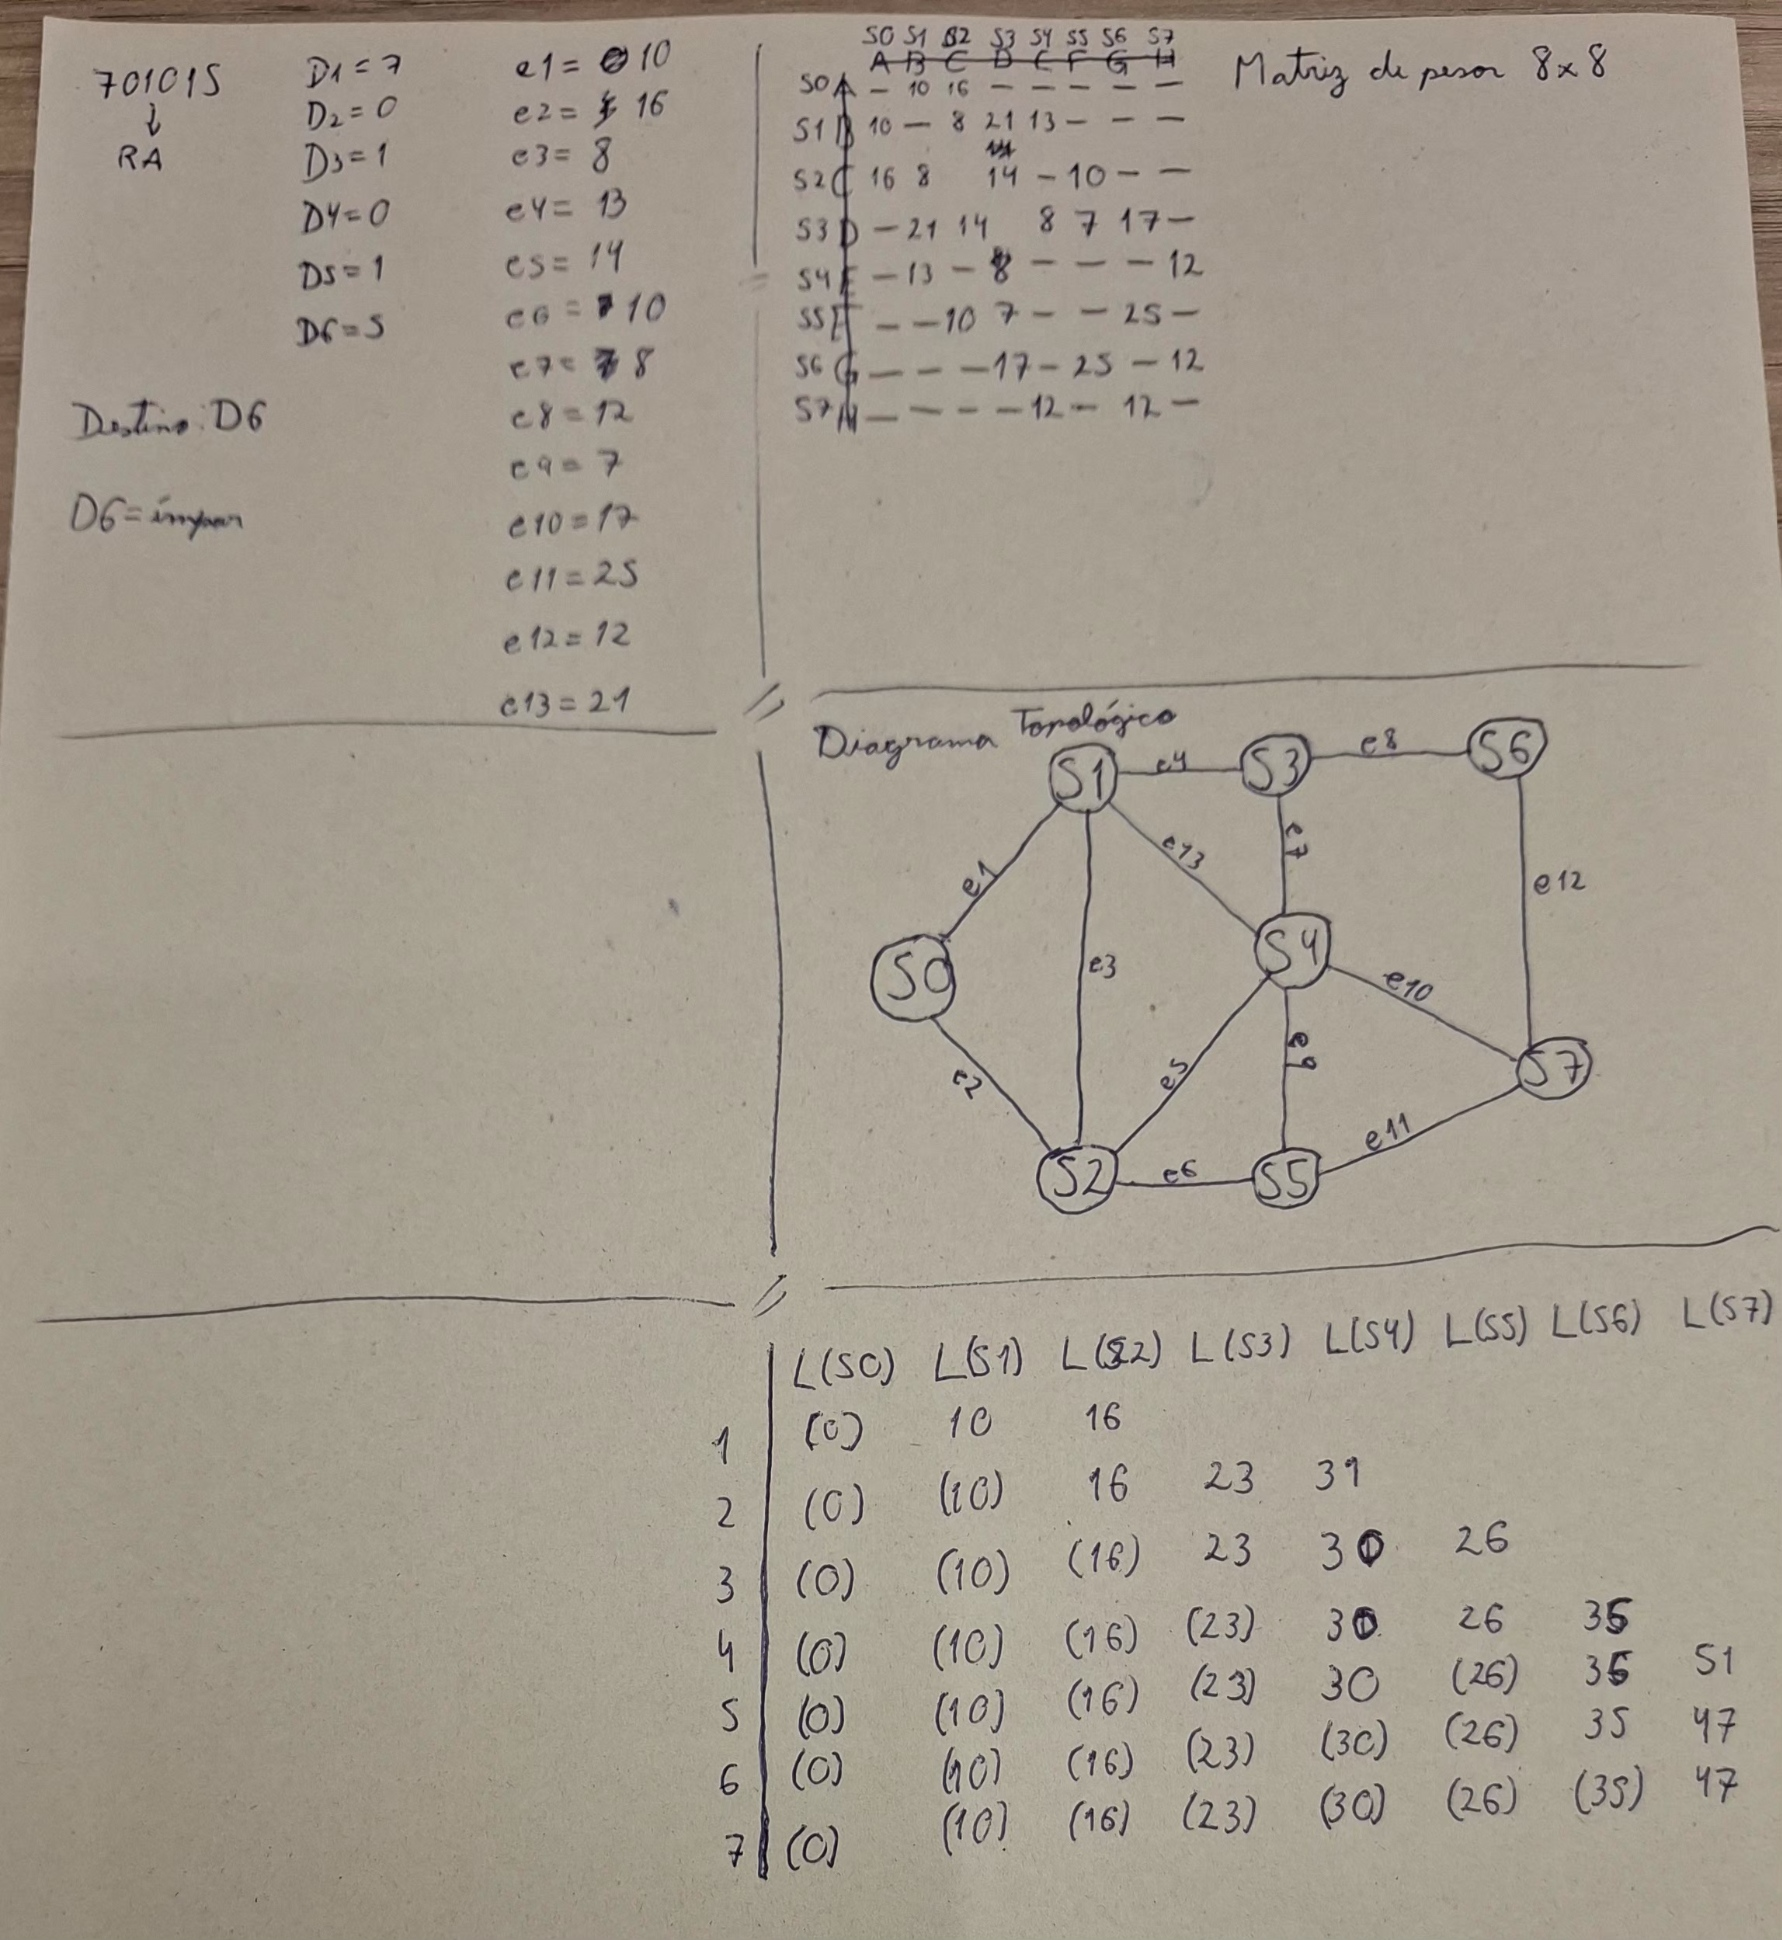 701015
RA
D1=7
D2=0
D3=1
D4=0
D5=1
D6=5
Destino: D6
D6=ímpar
e1= 10
e2= 16
e3= 8
e4= 13
e5= 14
e6= 10
e7= 8
e8=12
e9=7
e10=17
e11=25
e12=12
e13=21
Matriz de pesos 8x8
S0 S1 S2 S3 S4 S5 S6 S7
A B C D E F G H
S0 A — 10 16 — — — — —
S1 B 10 — 8 21 13 — — —
S2 C 16 8 14 — 10 — —
S3 D — 21 14 8 7 17 —
S4 E — 13 — 8 — — — 12
S5 F — — 10 7 — — 25 —
S6 G — — — 17 — 25 — 12
S7 H — — — — 12 — 12 —
Diagrama Topológico
S1 e4 S3 e8 S6
e1 e13 e7 e12
S0 e3 S4 e10
e2 e5 e9 S7
S2 e6 S5 e11
L(S0) L(S1) L(S2) L(S3) L(S4) L(S5) L(S6) L(S7)
1 (0) 10 16
2 (0) (10) 16 23 31
3 (0) (10) (16) 23 30 26
4 (0) (10) (16) (23) 30 26 35
5 (0) (10) (16) (23) 30 (26) 35 51
6 (0) (10) (16) (23) (30) (26) 35 47
7 (0) (10) (16) (23) (30) (26) (35) 47